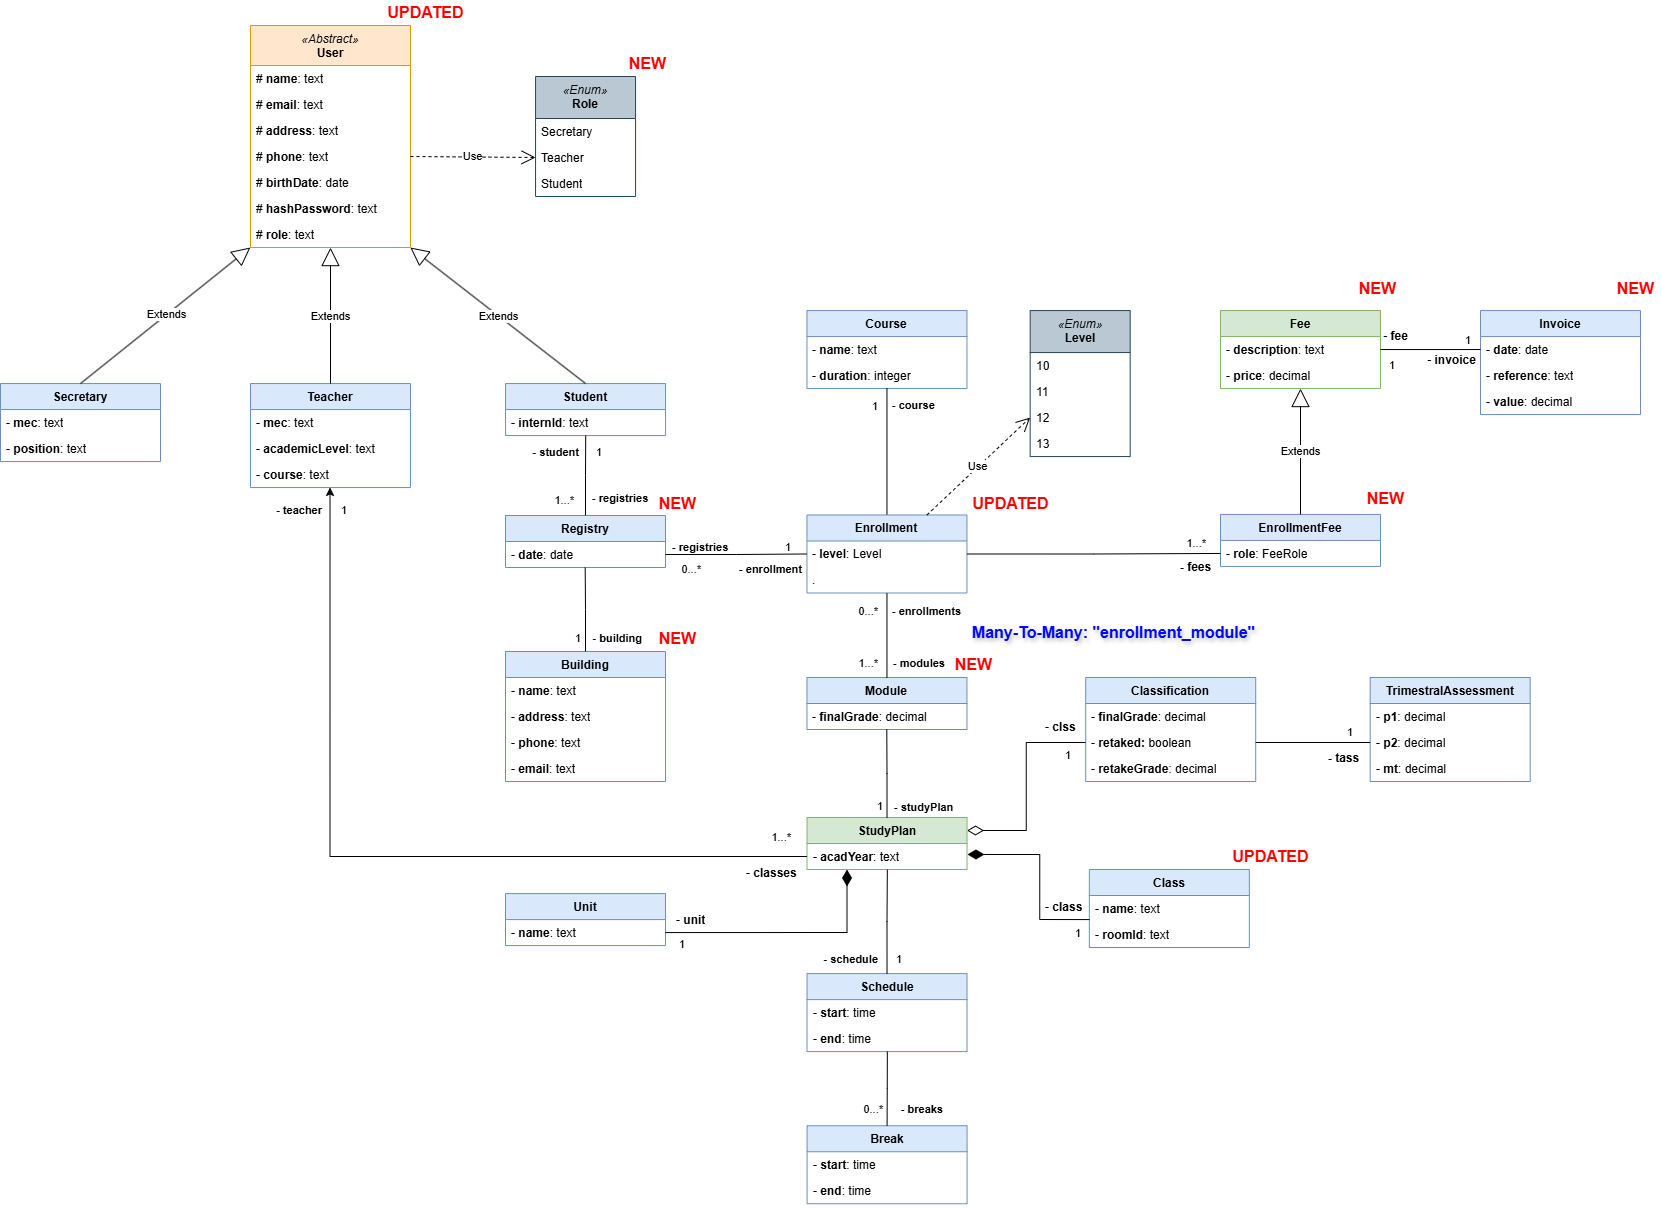 UPDATED
«Abstract»
User
# name: text
# email: text
# address: text
# phone: text
# birthDate: date
# hashPassword: text
# role: text
Use
NEW
«Enum»
Role
Secretary
Teacher
Student
Extends
Extends
Extends
Secretary
- mec: text
- position: text
Teacher
- mec: text
- academicLevel: text
- course: text
- teacher
1
Student
- internId: text
- student
1
1...*
- registries
NEW
Registry
- date: date
- registries
1
0...*
- enrollment
1
- building
NEW
Building
- name: text
- address: text
- phone: text
- email: text
Course
- name: text
- duration: integer
1
- course
«Enum»
Level
10
11
12
13
Use
UPDATED
Enrollment
- level: Level
.
NEW
Fee
- description: text
- price: decimal
- fee
1
1
- invoice
NEW
Invoice
- date: date
- reference: text
- value: decimal
Extends
NEW
EnrollmentFee
- role: FeeRole
1...*
- fees
0...*
- enrollments
Many-To-Many: "enrollment_module"
1...*
- modules
NEW
Module
- finalGrade: decimal
1
- studyPlan
Classification
- finalGrade: decimal
- retaked: boolean
- retakeGrade: decimal
- clss
1
TrimestralAssessment
- p1: decimal
- p2: decimal
- mt: decimal
1
- tass
StudyPlan
- acadYear: text
1...*
- classes
UPDATED
Class
- name: text
- roomId: text
- class
1
Unit
- name: text
- unit
1
- schedule
1
Schedule
- start: time
- end: time
0...*
- breaks
Break
- start: time
- end: time